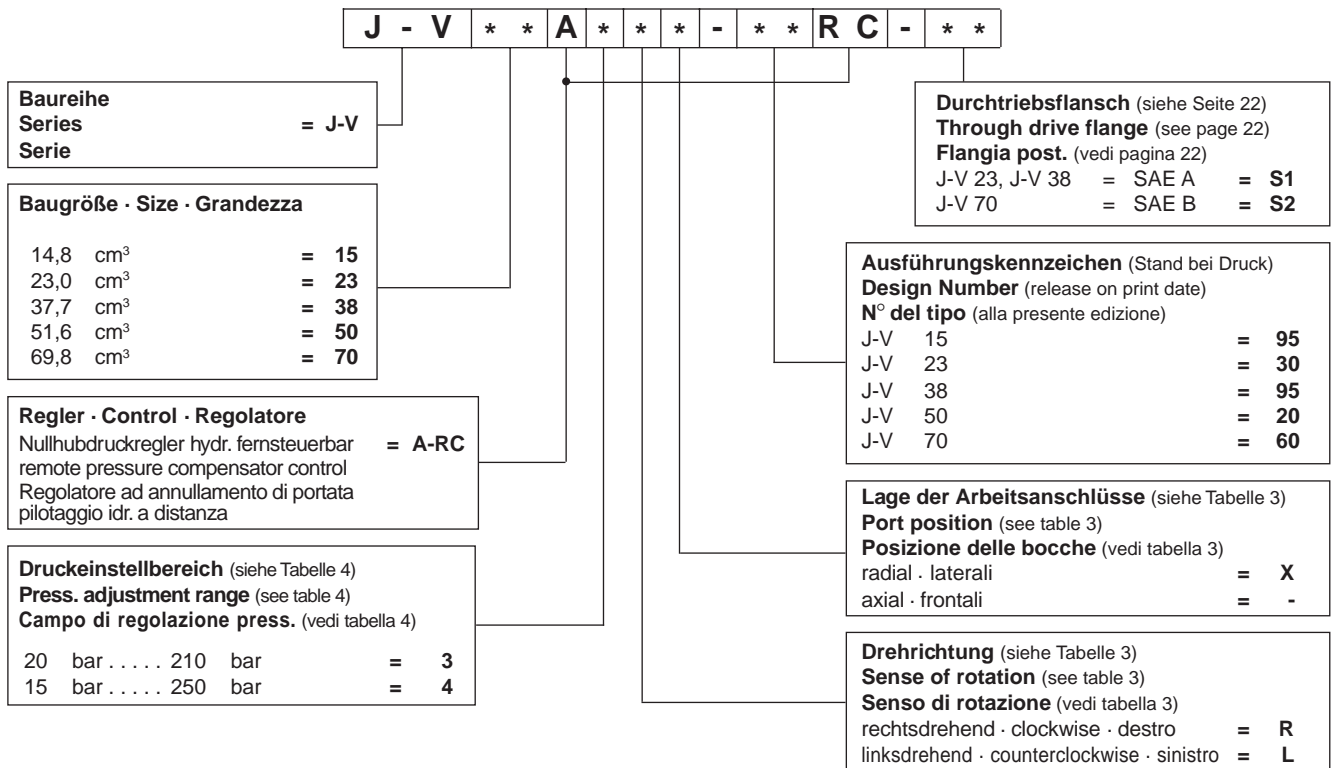 J - V * * A * * * - * * R C - * *
Baureihe
Series = J-V
Serie
Baugröße · Size · Grandezza
14,8 cm³ = 15
23,0 cm³ = 23
37,7 cm³ = 38
51,6 cm³ = 50
69,8 cm³ = 70
Regler · Control · Regolatore
Nullhubdruckregler hydr. fernsteuerbar = A-RC
remote pressure compensator control
Regolatore ad annullamento di portata
pilotaggio idr. a distanza
Druckeinstellbereich (siehe Tabelle 4)
Press. adjustment range (see table 4)
Campo di regolazione press. (vedi tabella 4)
20 bar . . . . . 210 bar = 3
15 bar . . . . . 250 bar = 4
Durchtriebsflansch (siehe Seite 22)
Through drive flange (see page 22)
Flangia post. (vedi pagina 22)
J-V 23, J-V 38 = SAE A = S1
J-V 70 = SAE B = S2
Ausführungskennzeichen (Stand bei Druck)
Design Number (release on print date)
N° del tipo (alla presente edizione)
J-V 15 = 95
J-V 23 = 30
J-V 38 = 95
J-V 50 = 20
J-V 70 = 60
Lage der Arbeitsanschlüsse (siehe Tabelle 3)
Port position (see table 3)
Posizione delle bocche (vedi tabella 3)
radial · laterali = X
axial · frontali = -
Drehrichtung (siehe Tabelle 3)
Sense of rotation (see table 3)
Senso di rotazione (vedi tabella 3)
rechtsdrehend · clockwise · destro = R
linksdrehend · counterclockwise · sinistro = L